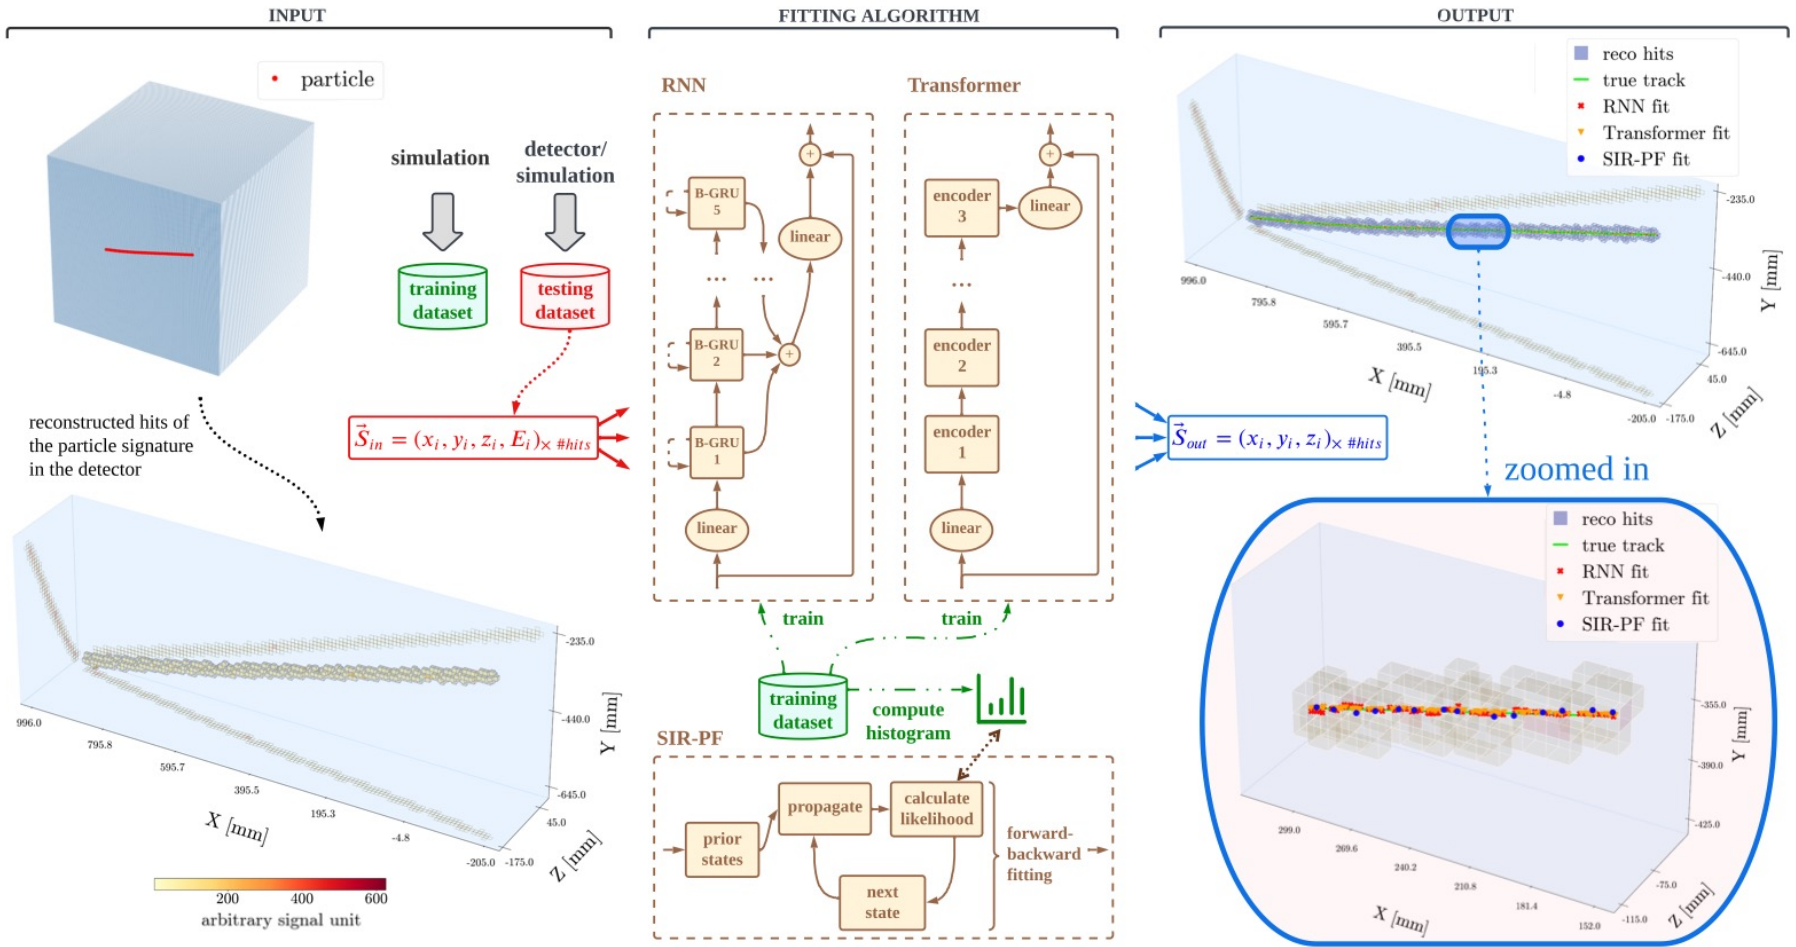 INPUT
particle
simulation
detector/
simulation
training
dataset
testing
dataset
reconstructed hits of
the particle signature
in the detector
S⃗in = (xi, yi, zi, Ei)× #hits
996.0
795.8
595.7
395.5
195.3
-4.8
-205.0
X [mm]
-235.0
-440.0
-645.0
Y [mm]
45.0
-175.0
Z [mm]
200
400
600
arbitrary signal unit
FITTING ALGORITHM
RNN
B-GRU
5
...
...
B-GRU
2
B-GRU
1
linear
linear
+
+
Transformer
encoder
3
...
encoder
2
encoder
1
linear
linear
+
train
train
training
dataset
compute
histogram
SIR-PF
prior
states
propagate
calculate
likelihood
next
state
forward-
backward
fitting
OUTPUT
reco hits
true track
RNN fit
Transformer fit
SIR-PF fit
996.0
795.8
595.7
395.5
195.3
-4.8
-205.0
X [mm]
-235.0
-440.0
-645.0
Y [mm]
45.0
-175.0
Z [mm]
S⃗out = (xi, yi, zi)× #hits
zoomed in
reco hits
true track
RNN fit
Transformer fit
SIR-PF fit
299.0
269.6
240.2
210.8
181.4
152.0
X [mm]
-355.0
-390.0
-425.0
Y [mm]
-75.0
-115.0
Z [mm]